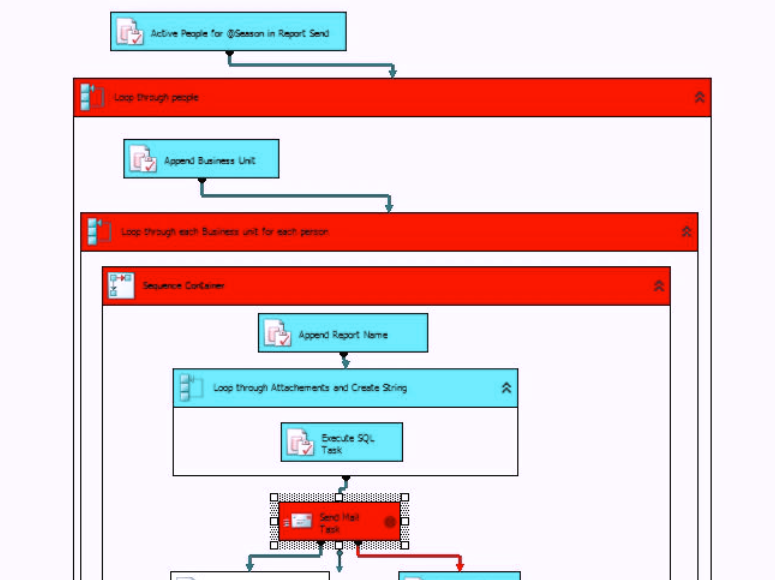 Active People for @Season in Report Send
Loop through people
Append Business Unit
Loop through each Business unit for each person
Sequence Container
Append Report Name
Loop through Attachements and Create String
Execute SQL
Task
Send Mail
Task